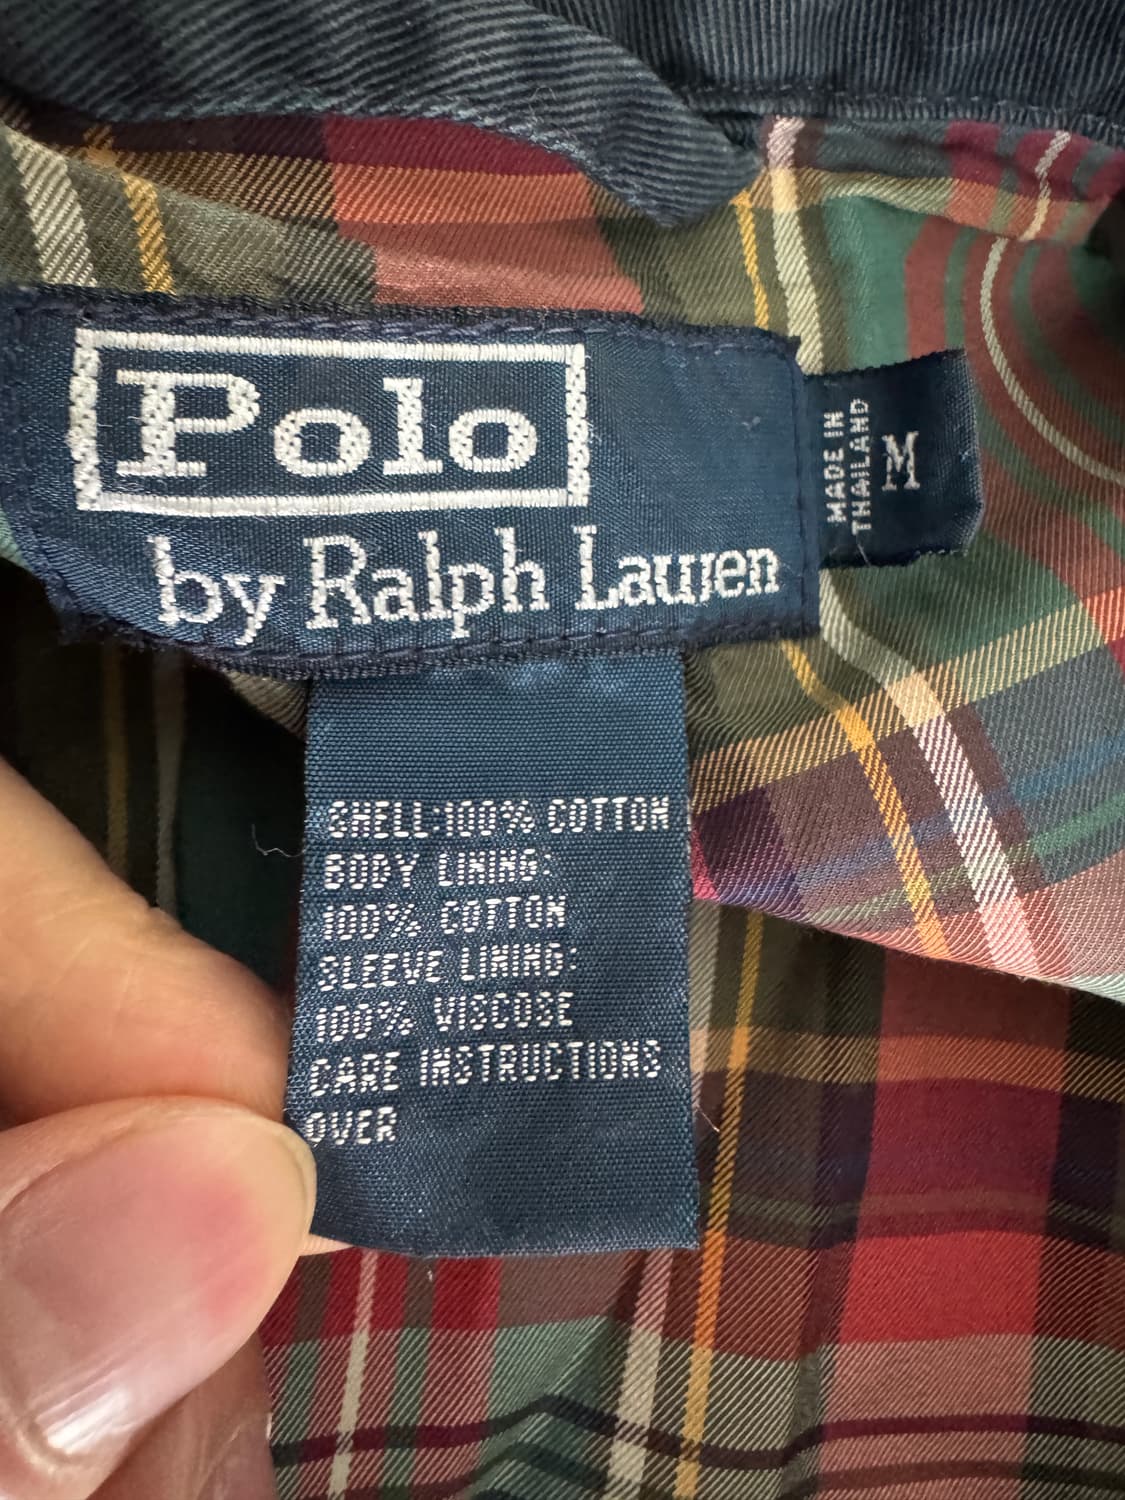 Polo
by Ralph Lauren
MADE IN
THAILAND
M
SHELL:100% COTTON
BODY LINING:
100% COTTON
SLEEVE LINING:
100% VISCOSE
CARE INSTRUCTIONS
OVER